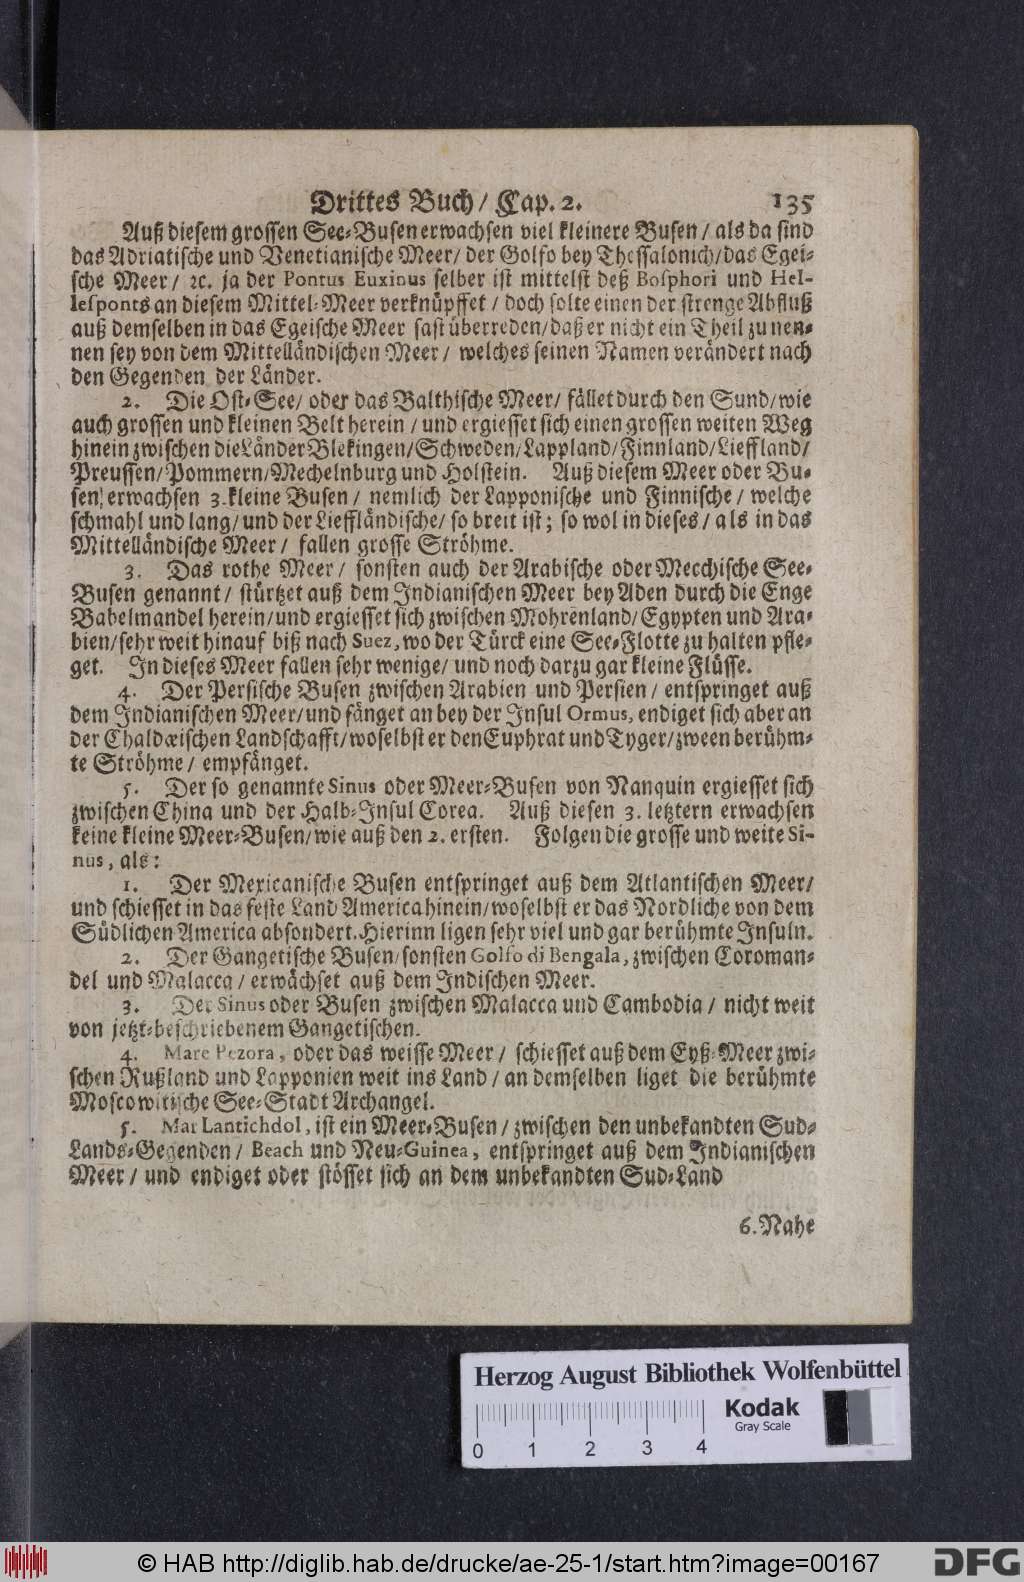 Drittes Buch / Cap. 2. 135
Auß diesem grossen See-Busen erwachsen viel kleinere Busen / als da sind
das Adriatische und Venetianische Meer / der Golfo bey Thessalonich / das Egei-
sche Meer / ꝛc. ja der Pontus Euxinus selber ist mittelst deß Bosphori und Hel-
lesponts an diesem Mittel-Meer verknüpffet / doch solte einen der strenge Abfluß
auß demselben in das Egeische Meer fast überreden / daß er nicht ein Theil zu nen-
nen sey von dem Mittelländischen Meer / welches seinen Namen verändert nach
den Gegenden der Länder.
2. Die Ost-See / oder das Balthische Meer / fället durch den Sund / wie
auch grossen und kleinen Belt herein / und ergiesset sich einen grossen weiten Weg
hinein zwischen die Länder Blekingen / Schweden / Lappland / Finnland / Lieffland /
Preussen / Pommern / Mechelnburg und Holstein. Auß diesem Meer oder Bu-
sen erwachsen 3. kleine Busen / nemlich der Lapponische und Finnische / welche
schmahl und lang / und der Liefländische / so breit ist; so wol in dieses / als in das
Mittelländische Meer / fallen grosse Ströhme.
3. Das rothe Meer / sonsten auch der Arabische oder Mecchische See-
Busen genannt / stürtzet auß dem Indianischen Meer bey Aden durch die Enge
Babelmandel herein / und ergiesset sich zwischen Mohrenland / Egypten und Ara-
bien / sehr weit hinauf biß nach Suez, wo der Türck eine See-Flotte zu halten pfle-
get. In dieses Meer fallen sehr wenige / und noch darzu gar kleine Flüsse.
4. Der Persische Busen zwischen Arabien und Persien / entspringet auß
dem Indianischen Meer / und fänget an bey der Insul Ormus, endiget sich aber an
der Chaldæischen Landschafft / woselbst er den Euphrat und Tyger / zween berühm-
te Ströhme / empfänget.
5. Der so genannte Sinus oder Meer-Busen von Nanquin ergiesset sich
zwischen China und der Halb-Insul Corea. Auß diesen 3. letztern erwachsen
keine kleine Meer-Busen / wie auß den 2. ersten. Folgen die grosse und weite Si-
nus, als:
1. Der Mexicanische Busen entspringet auß dem Atlantischen Meer /
und schiesset in das feste Land America hinein / woselbst er das Nordliche von dem
Südlichen America absondert. Hierinn ligen sehr viel und gar berühmte Insuln.
2. Der Gangetische Busen / sonsten Golfo di Bengala, zwischen Coroman-
del und Malacca / erwächset auß dem Indischen Meer.
3. Der Sinus oder Busen zwischen Malacca und Cambodia / nicht weit
von jetzt-beschriebenem Gangetischen.
4. Mare Pezora, oder das weisse Meer / schiesset auß dem Eyß-Meer zwi-
schen Rußland und Lapponien weit ins Land / an demselben liget die berühmte
Moscowitische See-Stadt Archangel.
5. Mar Lantichdol, ist ein Meer-Busen / zwischen den unbekandten Sud-
Lands-Gegenden / Beach und Neu-Guinea, entspringet auß dem Indianischen
Meer / und endiget oder stösset sich an dem unbekandten Sud-Land
6. Nahe
Herzog August Bibliothek Wolfenbüttel
Kodak
Gray Scale
0 1 2 3 4
© HAB http://diglib.hab.de/drucke/ae-25-1/start.htm?image=00167
DFG